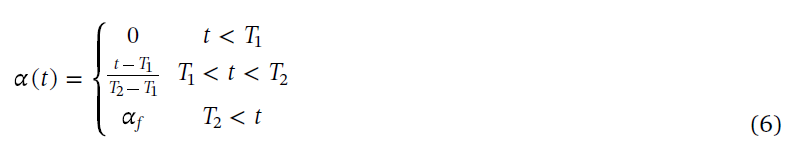 α(t) = { 0 t < T₁
(t − T₁)/(T₂ − T₁) T₁ < t < T₂
α_f T₂ < t
(6)